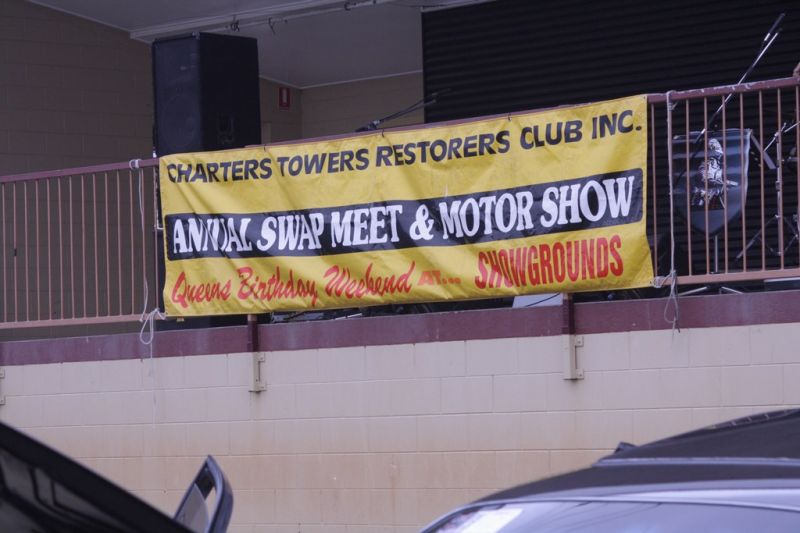 CHARTERS TOWERS RESTORERS CLUB INC.
ANNUAL SWAP MEET & MOTOR SHOW
Queens Birthday Weekend AT... SHOWGROUNDS